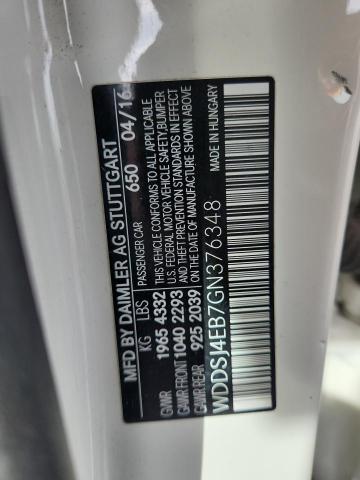 MFD BY DAIMLER AG STUTTGART 650 04/16
PASSENGER CAR
KG LBS
GVWR 1965 4332
GAWR FRONT 1040 2293
GAWR REAR 925 2039
THIS VEHICLE CONFORMS TO ALL APPLICABLE
U.S. FEDERAL MOTOR VEHICLE SAFETY,BUMPER
AND THEFT PREVENTION STANDARDS IN EFFECT
ON THE DATE OF MANUFACTURE SHOWN ABOVE
WDDSJ4EB7GN376348
MADE IN HUNGARY